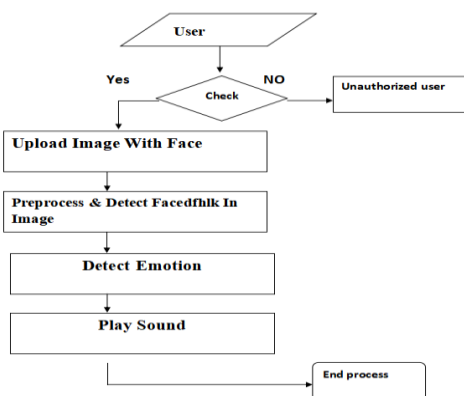 User
Yes
NO
Check
Unauthorized user
Upload Image With Face
Preprocess & Detect Facedfhlk In
Image
Detect Emotion
Play Sound
End process